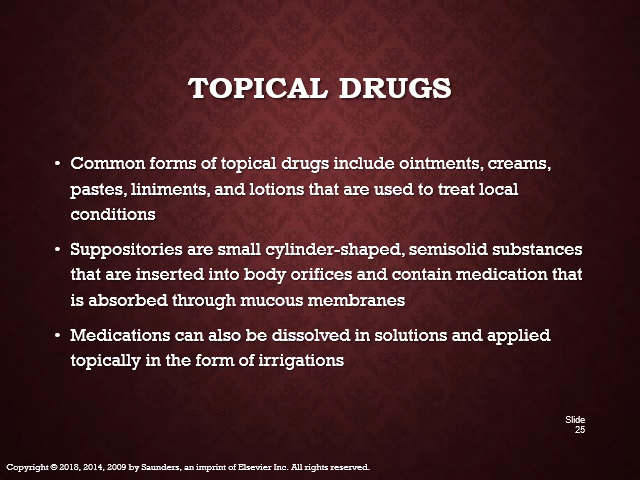 TOPICAL DRUGS
• Common forms of topical drugs include ointments, creams,
pastes, liniments, and lotions that are used to treat local
conditions
• Suppositories are small cylinder-shaped, semisolid substances
that are inserted into body orifices and contain medication that
is absorbed through mucous membranes
• Medications can also be dissolved in solutions and applied
topically in the form of irrigations
Slide
25
Copyright © 2018, 2014, 2009 by Saunders, an imprint of Elsevier Inc. All rights reserved.